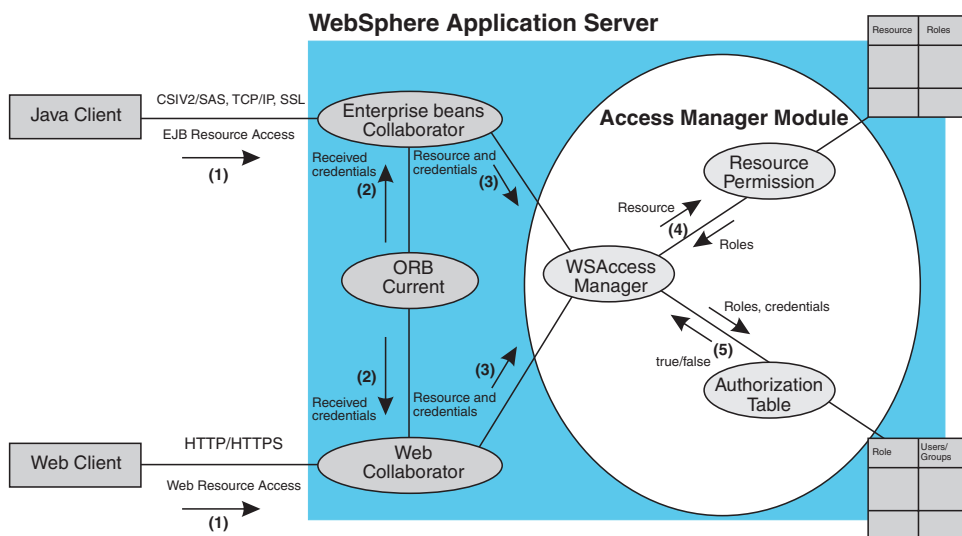 WebSphere Application Server
Resource
Roles
CSIV2/SAS, TCP/IP, SSL
Java Client
Enterprise beans
Collaborator
Access Manager Module
EJB Resource Access
(1)
Received
credentials
(2)
Resource and
credentials
(3)
Resource
Permission
Resource
(4)
Roles
ORB
Current
WSAccess
Manager
Roles, credentials
(5)
true/false
(2)
Received
credentials
(3)
Resource and
credentials
Authorization
Table
HTTP/HTTPS
Web Client
Web
Collaborator
Web Resource Access
(1)
Role
Users/
Groups